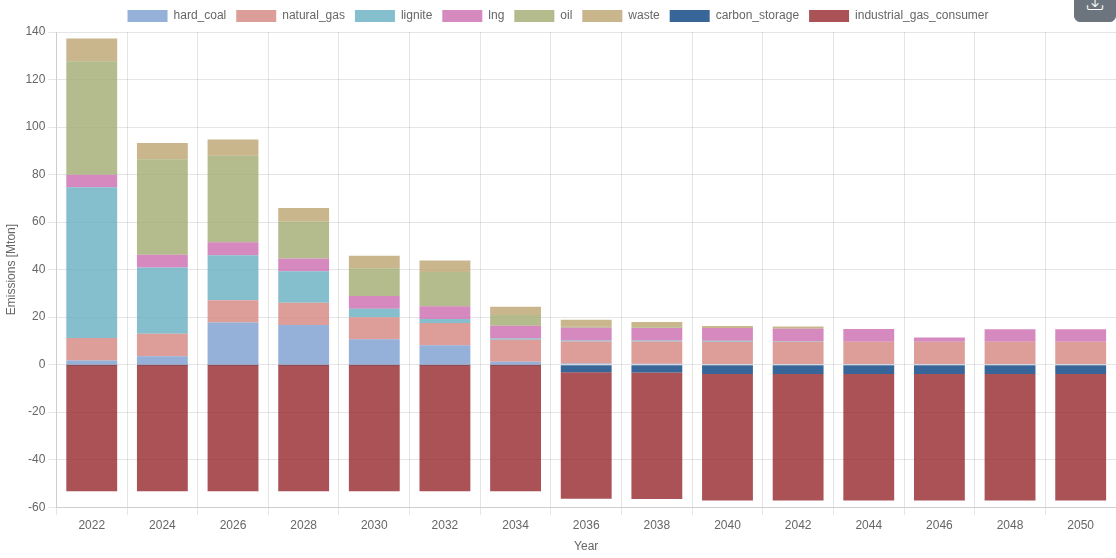 hard_coal natural_gas lignite lng oil waste carbon_storage industrial_gas_consumer
140
120
100
80
60
40
20
0
-20
-40
-60
Emissions [Mton]
2022 2024 2026 2028 2030 2032 2034 2036 2038 2040 2042 2044 2046 2048 2050
Year